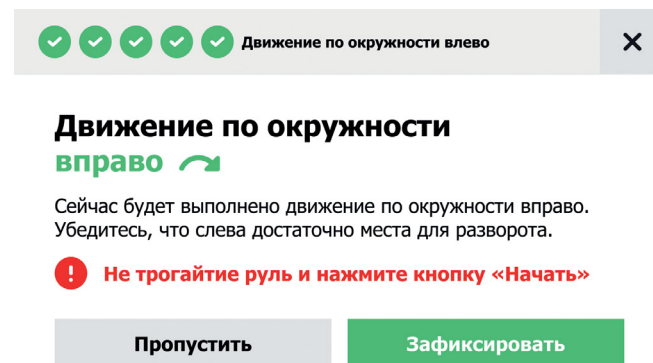 Движение по окружности влево
Движение по окружности
вправо
Сейчас будет выполнено движение по окружности вправо.
Убедитесь, что слева достаточно места для разворота.
Не трогайтие руль и нажмите кнопку «Начать»
Пропустить
Зафиксировать